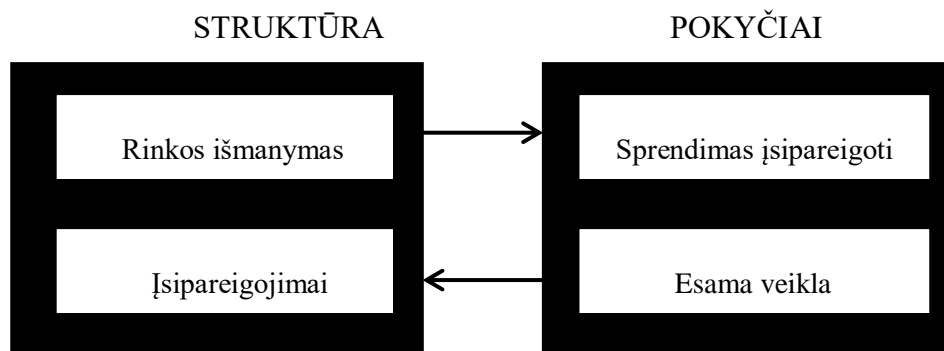 STRUKTŪRA
POKYČIAI
Rinkos išmanymas
Sprendimas įsipareigoti
Įsipareigojimai
Esama veikla